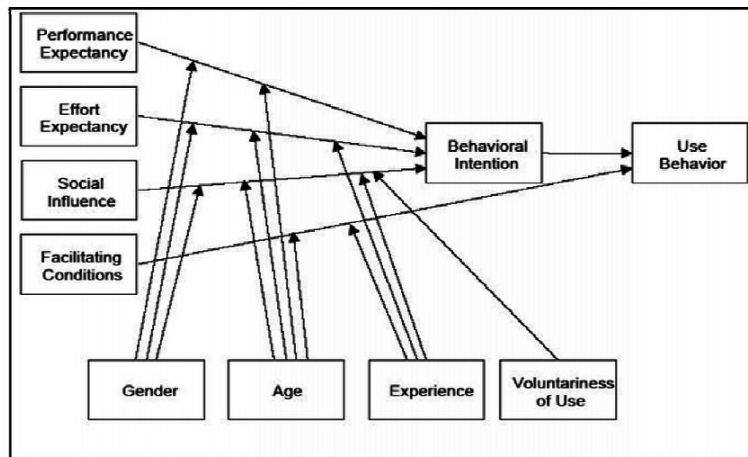 Performance
Expectancy
Effort
Expectancy
Social
Influence
Facilitating
Conditions
Behavioral
Intention
Use
Behavior
Gender
Age
Experience
Voluntariness
of Use